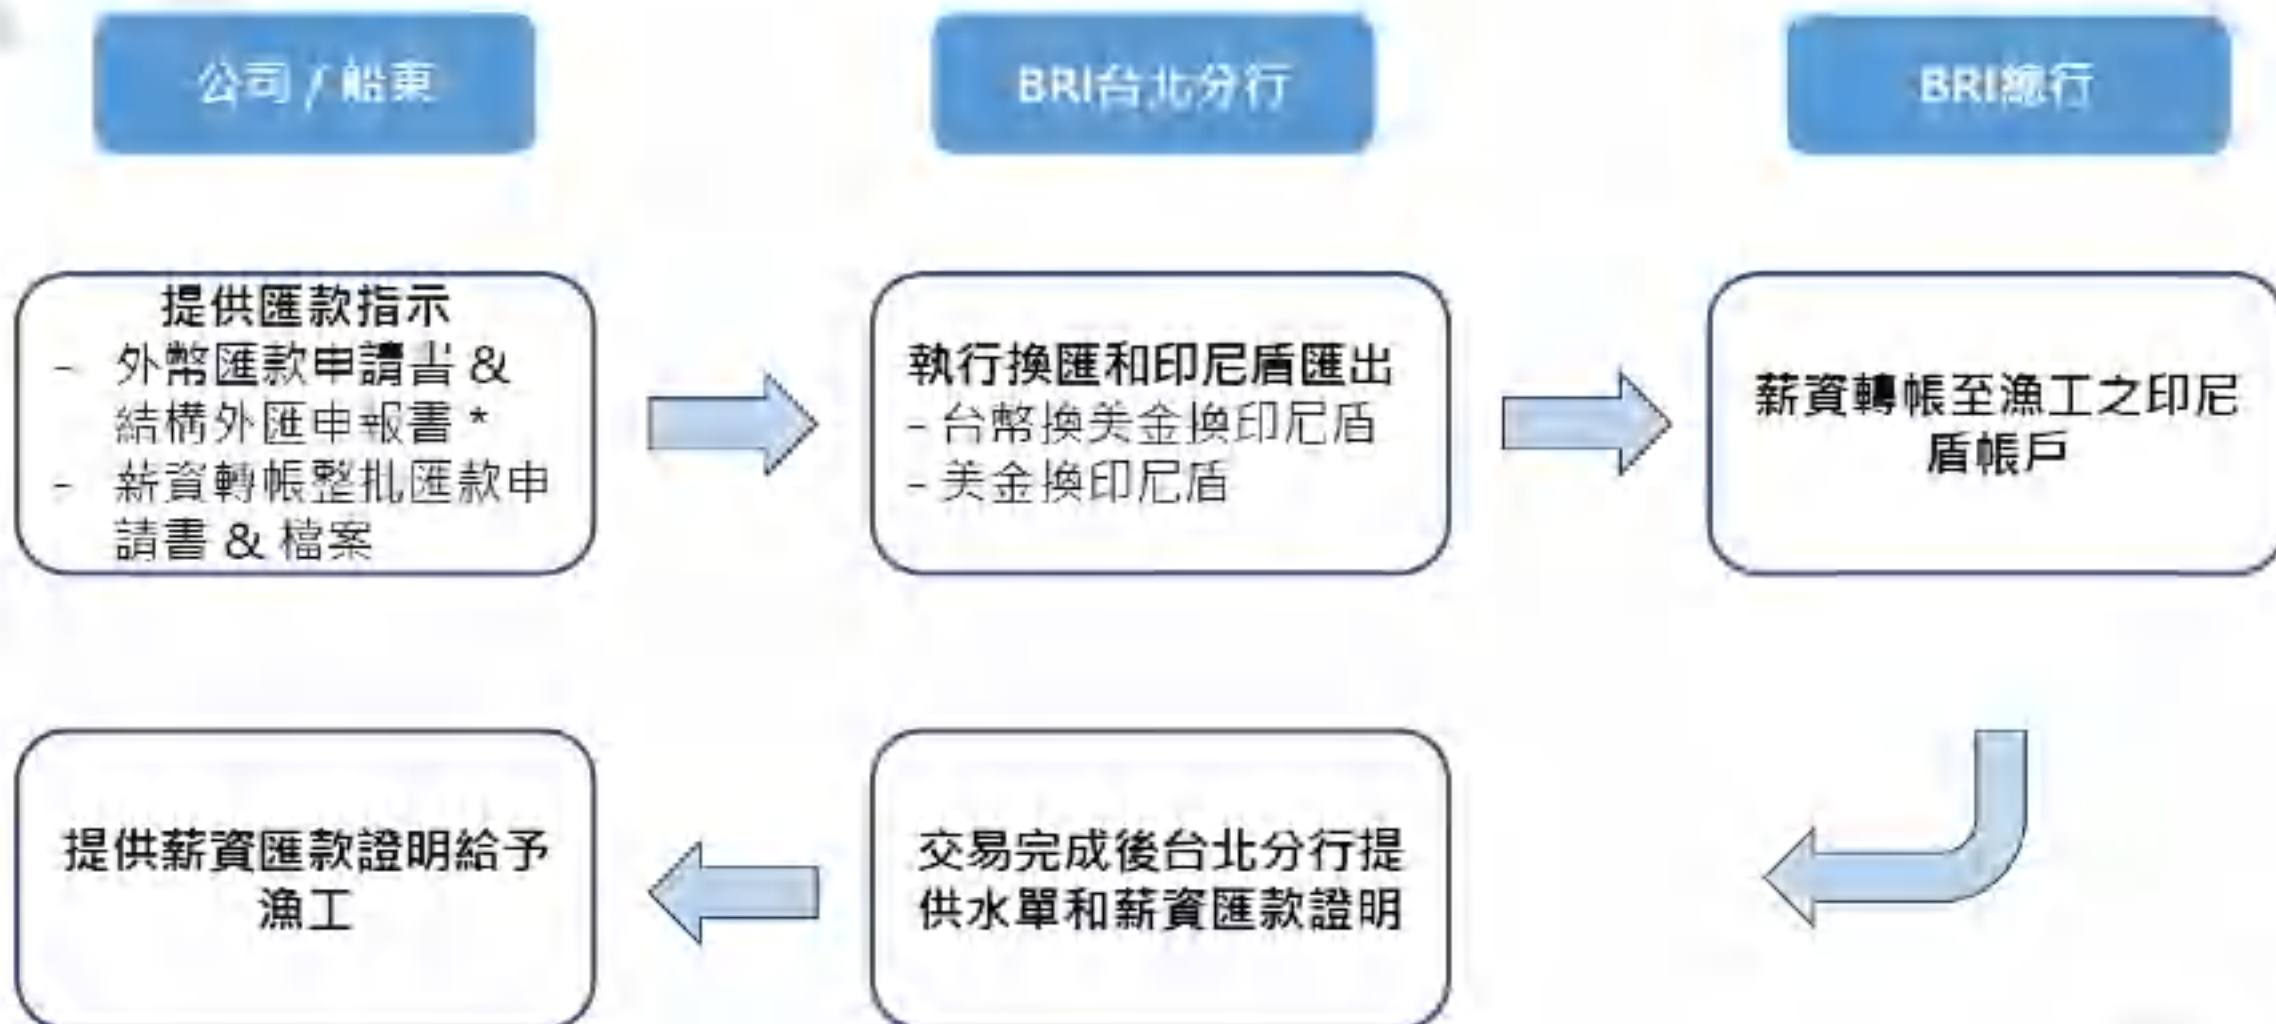 公司 / 船東
BRI台北分行
BRI總行
提供匯款指示
- 外幣匯款申請書 &
結構外匯申報書 *
- 薪資轉帳整批匯款申
請書 & 檔案
執行換匯和印尼盾匯出
- 台幣換美金換印尼盾
- 美金換印尼盾
薪資轉帳至漁工之印尼
盾帳戶
提供薪資匯款證明給予
漁工
交易完成後台北分行提
供水單和薪資匯款證明